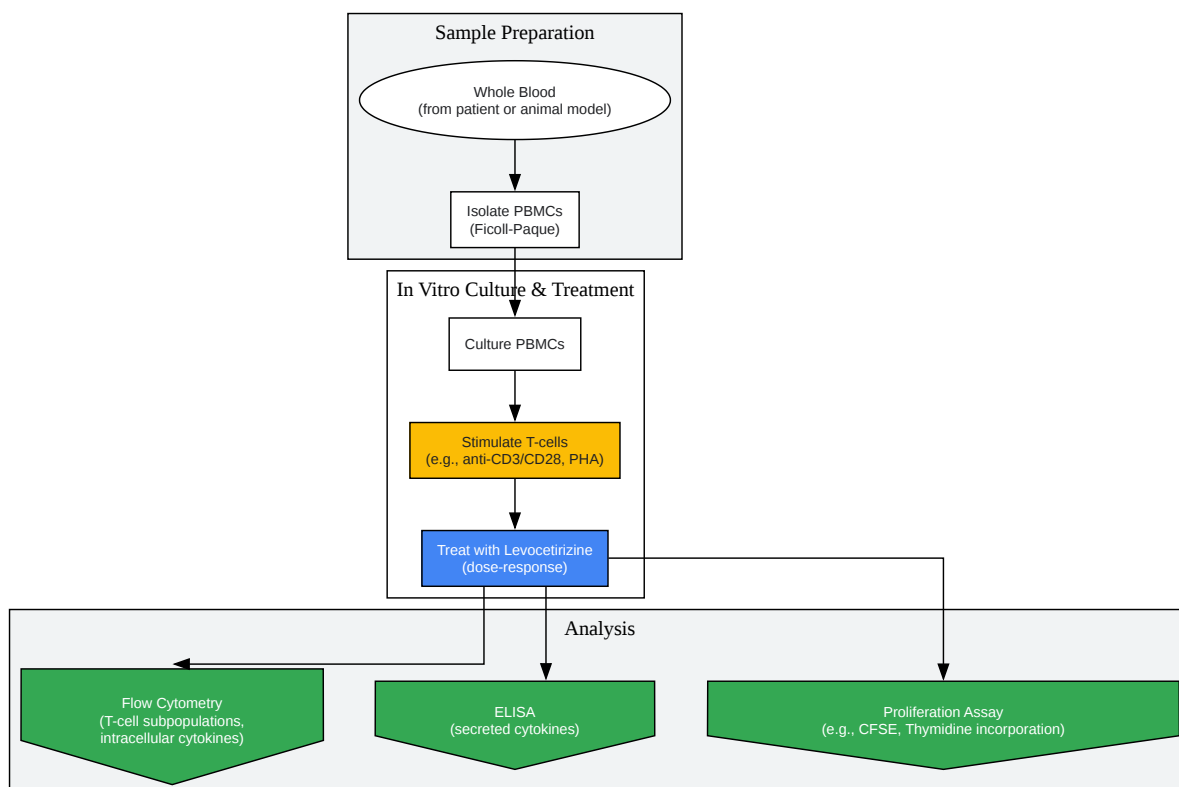 Sample Preparation
Whole Blood
(from patient or animal model)
Isolate PBMCs
(Ficoll-Paque)
In Vitro Culture & Treatment
Culture PBMCs
Stimulate T-cells
(e.g., anti-CD3/CD28, PHA)
Treat with Levocetirizine
(dose-response)
Analysis
Flow Cytometry
(T-cell subpopulations,
intracellular cytokines)
ELISA
(secreted cytokines)
Proliferation Assay
(e.g., CFSE, Thymidine incorporation)